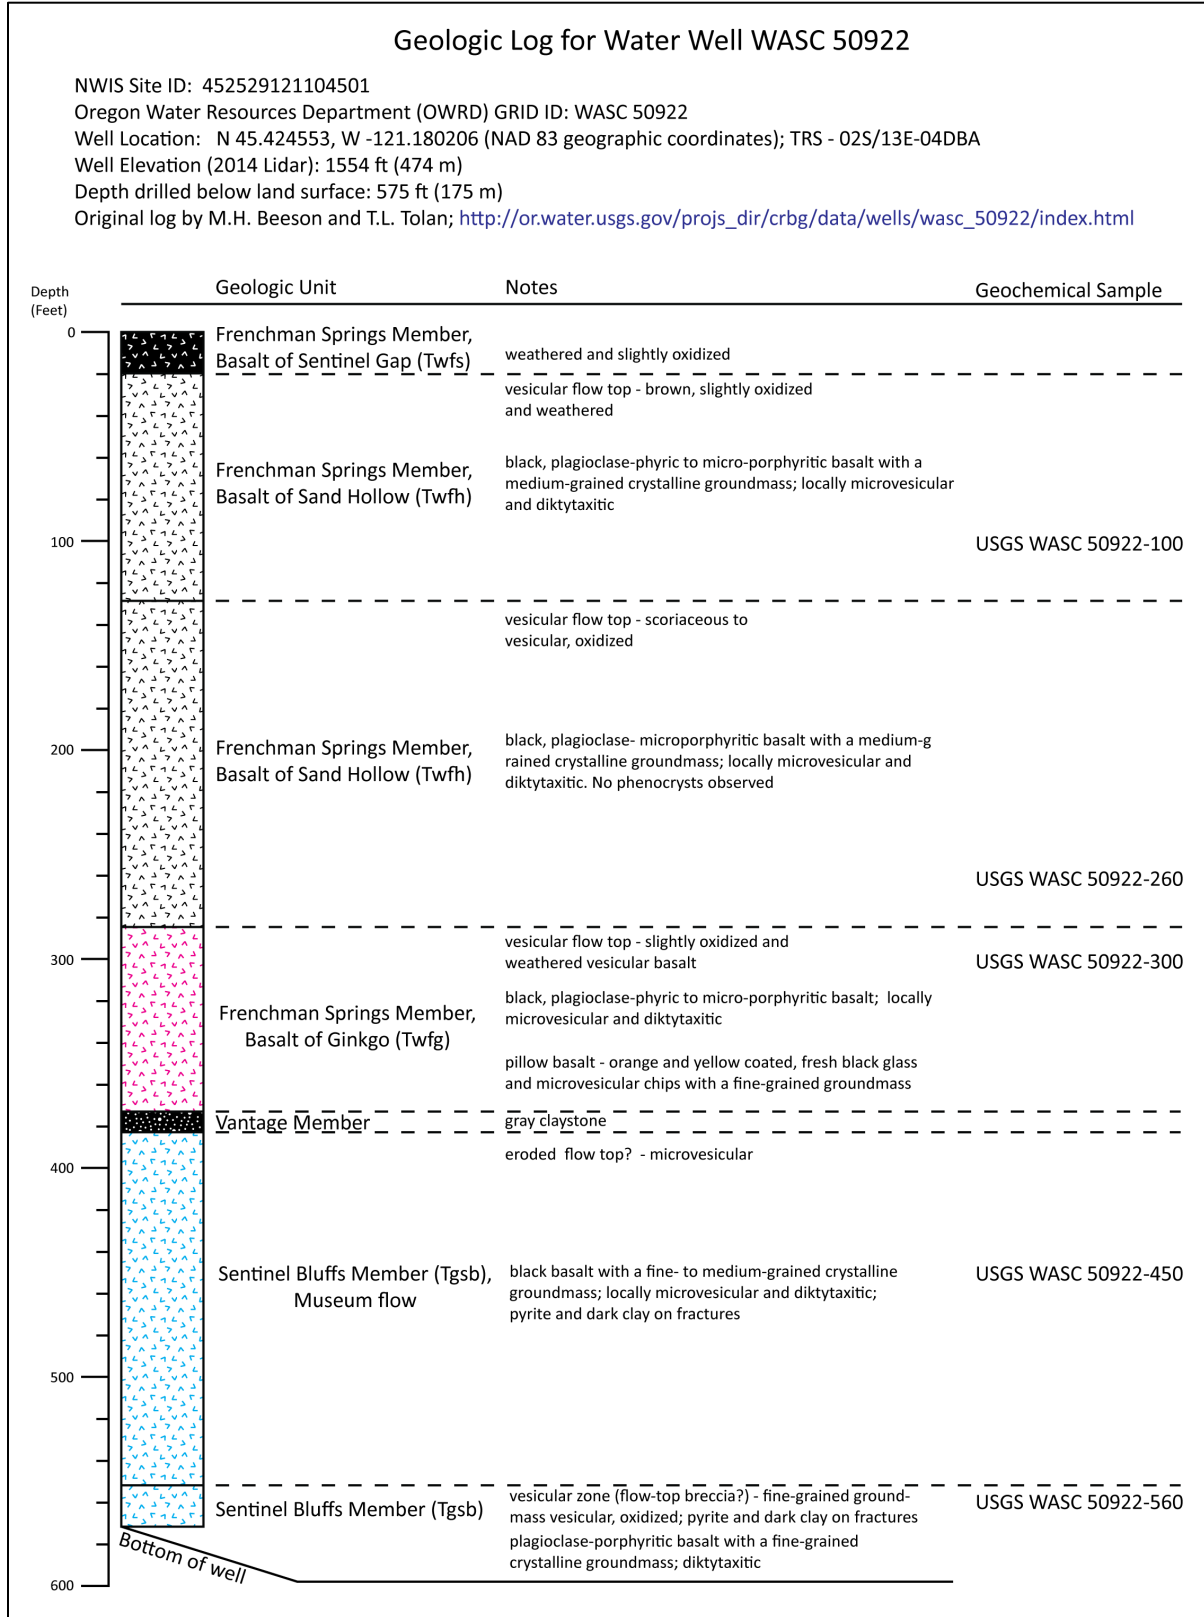 Geologic Log for Water Well WASC 50922
NWIS Site ID:  452529121104501
Oregon Water Resources Department (OWRD) GRID ID: WASC 50922
Well Location:   N 45.424553, W -121.180206 (NAD 83 geographic coordinates); TRS - 02S/13E-04DBA
Well Elevation (2014 Lidar): 1554 ft (474 m)
Depth drilled below land surface: 575 ft (175 m)
Original log by M.H. Beeson and T.L. Tolan; http://or.water.usgs.gov/projs_dir/crbg/data/wells/wasc_50922/index.html
Depth
(Feet)
Geologic Unit
Notes
Geochemical Sample
0
Frenchman Springs Member,
Basalt of Sentinel Gap (Twfs)
weathered and slightly oxidized
vesicular flow top - brown, slightly oxidized
and weathered
Frenchman Springs Member,
Basalt of Sand Hollow (Twfh)
black, plagioclase-phyric to micro-porphyritic basalt with a
medium-grained crystalline groundmass; locally microvesicular
and diktytaxitic
100
USGS WASC 50922-100
vesicular flow top - scoriaceous to
vesicular, oxidized
200
Frenchman Springs Member,
Basalt of Sand Hollow (Twfh)
black, plagioclase- microporphyritic basalt with a medium-g
rained crystalline groundmass; locally microvesicular and
diktytaxitic. No phenocrysts observed
USGS WASC 50922-260
vesicular flow top - slightly oxidized and
weathered vesicular basalt
300
USGS WASC 50922-300
Frenchman Springs Member,
Basalt of Ginkgo (Twfg)
black, plagioclase-phyric to micro-porphyritic basalt;  locally
microvesicular and diktytaxitic
pillow basalt - orange and yellow coated, fresh black glass
and microvesicular chips with a fine-grained groundmass
Vantage Member
gray claystone
eroded  flow top?  - microvesicular
400
Sentinel Bluffs Member (Tgsb),
Museum flow
black basalt with a fine- to medium-grained crystalline
groundmass; locally microvesicular and diktytaxitic;
pyrite and dark clay on fractures
USGS WASC 50922-450
500
Sentinel Bluffs Member (Tgsb)
vesicular zone (flow-top breccia?) - fine-grained ground-
mass vesicular, oxidized; pyrite and dark clay on fractures
plagioclase-porphyritic basalt with a fine-grained
crystalline groundmass; diktytaxitic
USGS WASC 50922-560
Bottom of well
600